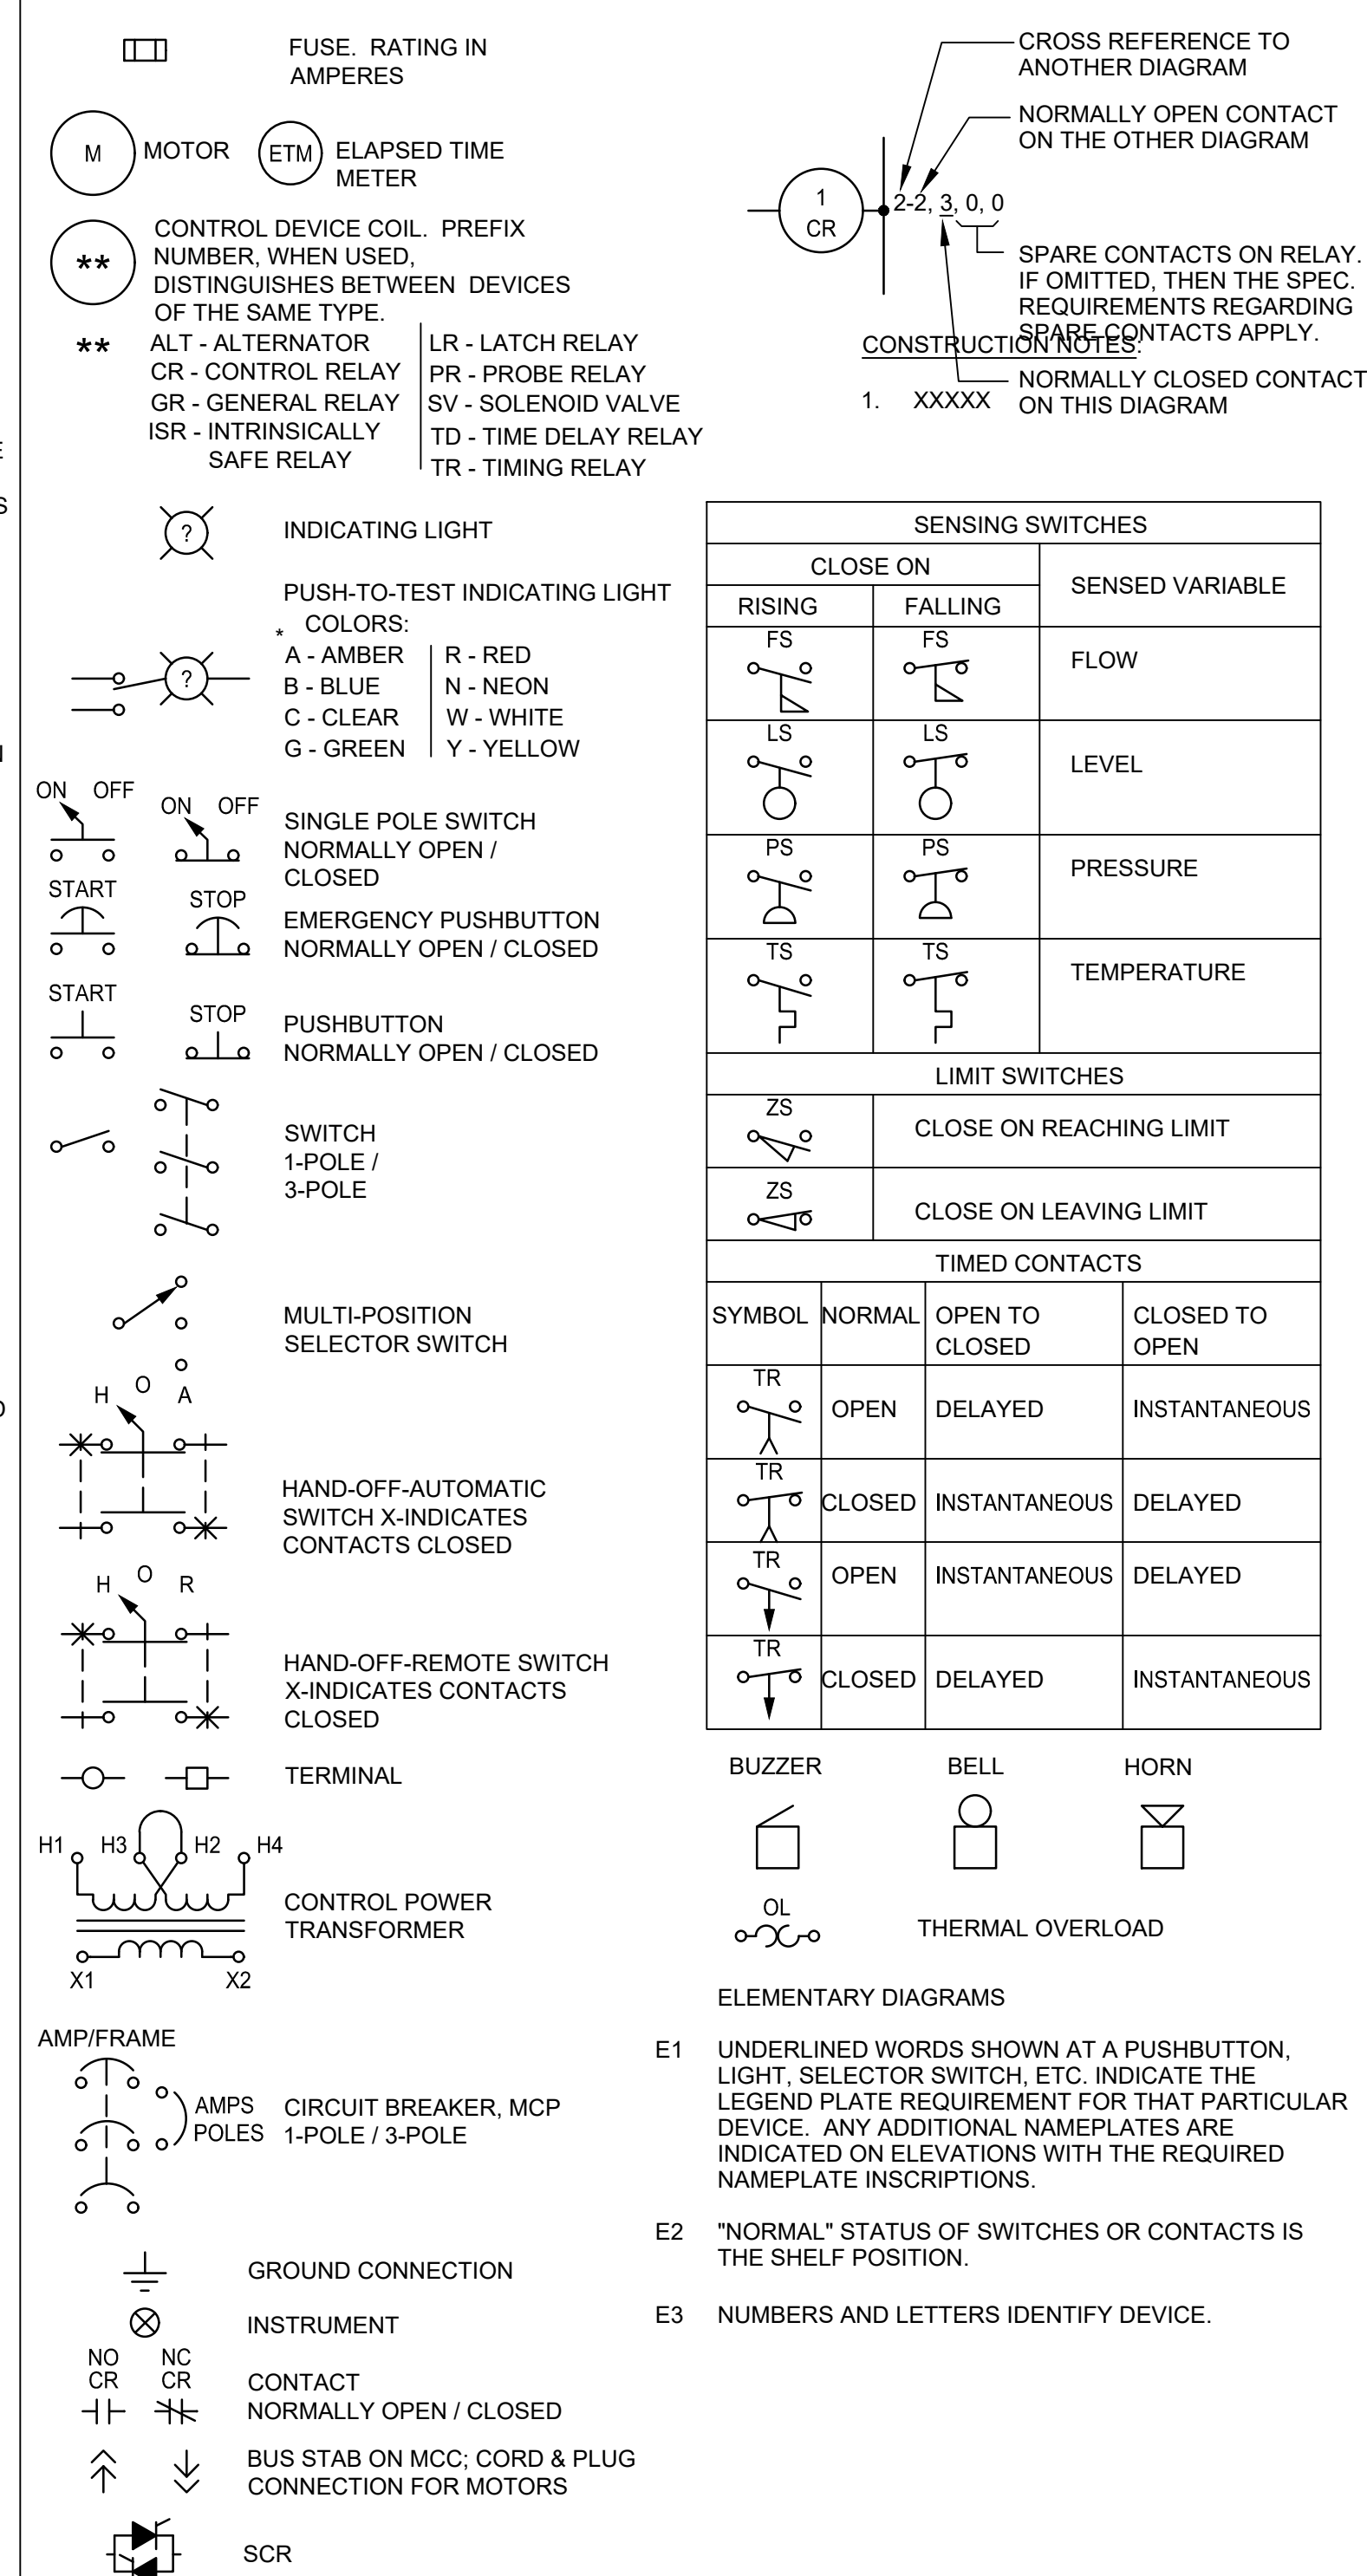 FUSE. RATING IN
AMPERES
M MOTOR ETM ELAPSED TIME
METER
** CONTROL DEVICE COIL. PREFIX
NUMBER, WHEN USED,
DISTINGUISHES BETWEEN DEVICES
OF THE SAME TYPE.
** ALT - ALTERNATOR
CR - CONTROL RELAY
GR - GENERAL RELAY
ISR - INTRINSICALLY
SAFE RELAY
LR - LATCH RELAY
PR - PROBE RELAY
SV - SOLENOID VALVE
TD - TIME DELAY RELAY
TR - TIMING RELAY
? INDICATING LIGHT
PUSH-TO-TEST INDICATING LIGHT
* COLORS:
?
A - AMBER
B - BLUE
C - CLEAR
G - GREEN
R - RED
N - NEON
W - WHITE
Y - YELLOW
ON OFF ON OFF
SINGLE POLE SWITCH
NORMALLY OPEN /
CLOSED
START STOP
EMERGENCY PUSHBUTTON
NORMALLY OPEN / CLOSED
START STOP
PUSHBUTTON
NORMALLY OPEN / CLOSED
SWITCH
1-POLE /
3-POLE
MULTI-POSITION
SELECTOR SWITCH
H O A
HAND-OFF-AUTOMATIC
SWITCH X-INDICATES
CONTACTS CLOSED
H O R
HAND-OFF-REMOTE SWITCH
X-INDICATES CONTACTS
CLOSED
TERMINAL
H1 H3 H2 H4
CONTROL POWER
TRANSFORMER
X1 X2
AMP/FRAME
AMPS
POLES
CIRCUIT BREAKER, MCP
1-POLE / 3-POLE
GROUND CONNECTION
INSTRUMENT
NO NC
CR CR
CONTACT
NORMALLY OPEN / CLOSED
BUS STAB ON MCC; CORD & PLUG
CONNECTION FOR MOTORS
SCR
CROSS REFERENCE TO
ANOTHER DIAGRAM
NORMALLY OPEN CONTACT
ON THE OTHER DIAGRAM
1
CR
2-2, 3, 0, 0
SPARE CONTACTS ON RELAY.
IF OMITTED, THEN THE SPEC.
REQUIREMENTS REGARDING
SPARE CONTACTS APPLY.
CONSTRUCTION NOTES:
NORMALLY CLOSED CONTACT
ON THIS DIAGRAM
1. XXXXX
SENSING SWITCHES
CLOSE ON SENSED VARIABLE
RISING FALLING
FS FS FLOW
LS LS LEVEL
PS PS PRESSURE
TS TS TEMPERATURE
LIMIT SWITCHES
ZS CLOSE ON REACHING LIMIT
ZS CLOSE ON LEAVING LIMIT
TIMED CONTACTS
SYMBOL NORMAL OPEN TO CLOSED TO
CLOSED OPEN
TR OPEN DELAYED INSTANTANEOUS
TR CLOSED INSTANTANEOUS DELAYED
TR OPEN INSTANTANEOUS DELAYED
TR CLOSED DELAYED INSTANTANEOUS
BUZZER BELL HORN
OL THERMAL OVERLOAD
ELEMENTARY DIAGRAMS
E1 UNDERLINED WORDS SHOWN AT A PUSHBUTTON,
LIGHT, SELECTOR SWITCH, ETC. INDICATE THE
LEGEND PLATE REQUIREMENT FOR THAT PARTICULAR
DEVICE. ANY ADDITIONAL NAMEPLATES ARE
INDICATED ON ELEVATIONS WITH THE REQUIRED
NAMEPLATE INSCRIPTIONS.
E2 "NORMAL" STATUS OF SWITCHES OR CONTACTS IS
THE SHELF POSITION.
E3 NUMBERS AND LETTERS IDENTIFY DEVICE.